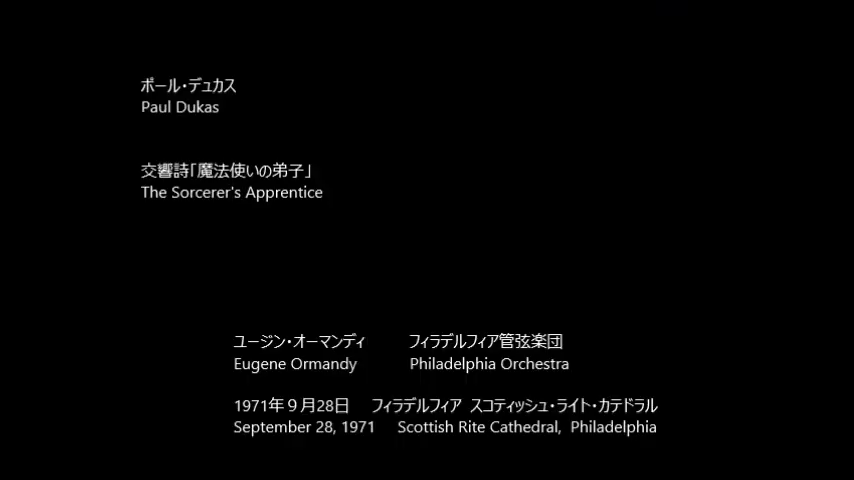 ポール・デュカス
Paul Dukas
交響詩「魔法使いの弟子」
The Sorcerer's Apprentice
ユージン・オーマンディ　フィラデルフィア管弦楽団
Eugene Ormandy　Philadelphia Orchestra
1971年９月28日　フィラデルフィア スコティッシュ・ライト・カテドラル
September 28, 1971　Scottish Rite Cathedral, Philadelphia